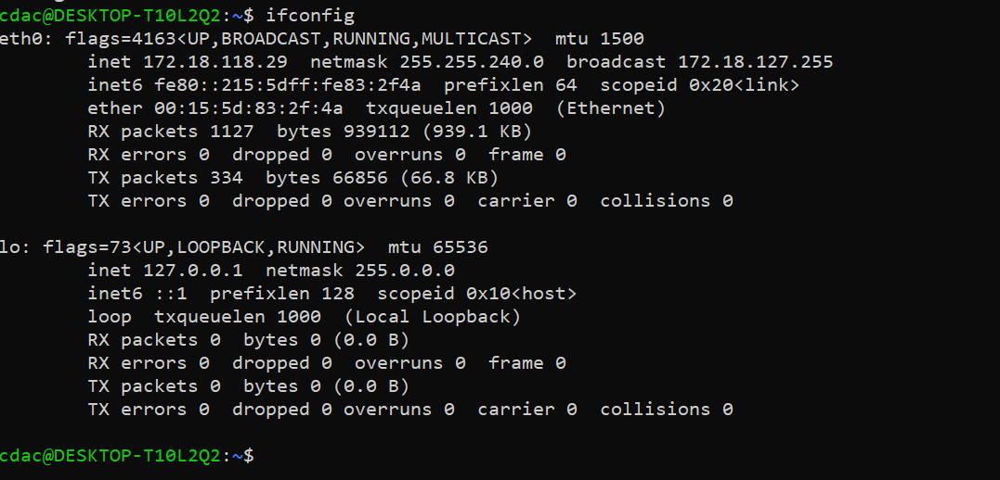 cdac@DESKTOP-T10L2Q2:~$ ifconfig
eth0: flags=4163<UP,BROADCAST,RUNNING,MULTICAST>  mtu 1500
        inet 172.18.118.29  netmask 255.255.240.0  broadcast 172.18.127.255
        inet6 fe80::215:5dff:fe83:2f4a  prefixlen 64  scopeid 0x20<link>
        ether 00:15:5d:83:2f:4a  txqueuelen 1000  (Ethernet)
        RX packets 1127  bytes 939112 (939.1 KB)
        RX errors 0  dropped 0  overruns 0  frame 0
        TX packets 334  bytes 66856 (66.8 KB)
        TX errors 0  dropped 0 overruns 0  carrier 0  collisions 0

lo: flags=73<UP,LOOPBACK,RUNNING>  mtu 65536
        inet 127.0.0.1  netmask 255.0.0.0
        inet6 ::1  prefixlen 128  scopeid 0x10<host>
        loop  txqueuelen 1000  (Local Loopback)
        RX packets 0  bytes 0 (0.0 B)
        RX errors 0  dropped 0  overruns 0  frame 0
        TX packets 0  bytes 0 (0.0 B)
        TX errors 0  dropped 0 overruns 0  carrier 0  collisions 0

cdac@DESKTOP-T10L2Q2:~$